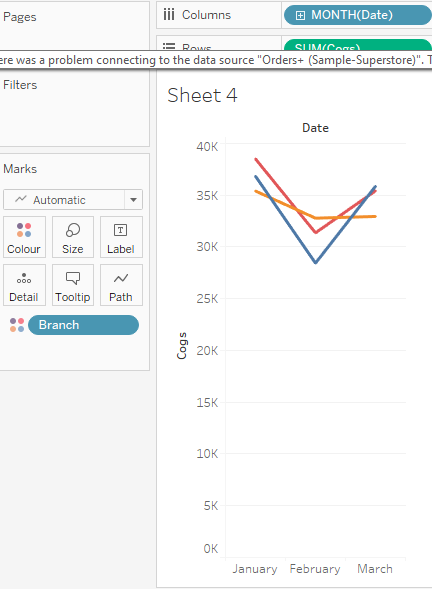 Pages
Columns
MONTH(Date)
Rows
SUM(Cogs)
ere was a problem connecting to the data source "Orders+ (Sample-Superstore)". T
Filters
Sheet 4
Date
Marks
Automatic
Colour
Size
Label
Detail
Tooltip
Path
Branch
Cogs
40K
35K
30K
25K
20K
15K
10K
5K
0K
January
February
March